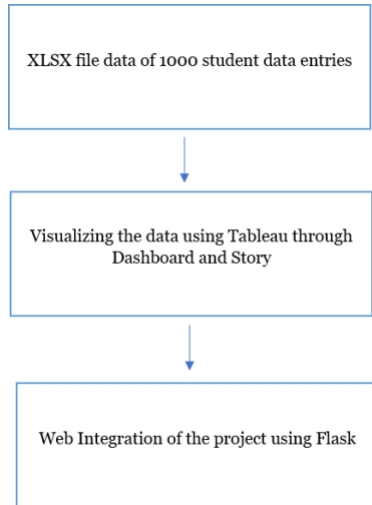 XLSX file data of 1000 student data entries
Visualizing the data using Tableau through
Dashboard and Story
Web Integration of the project using Flask